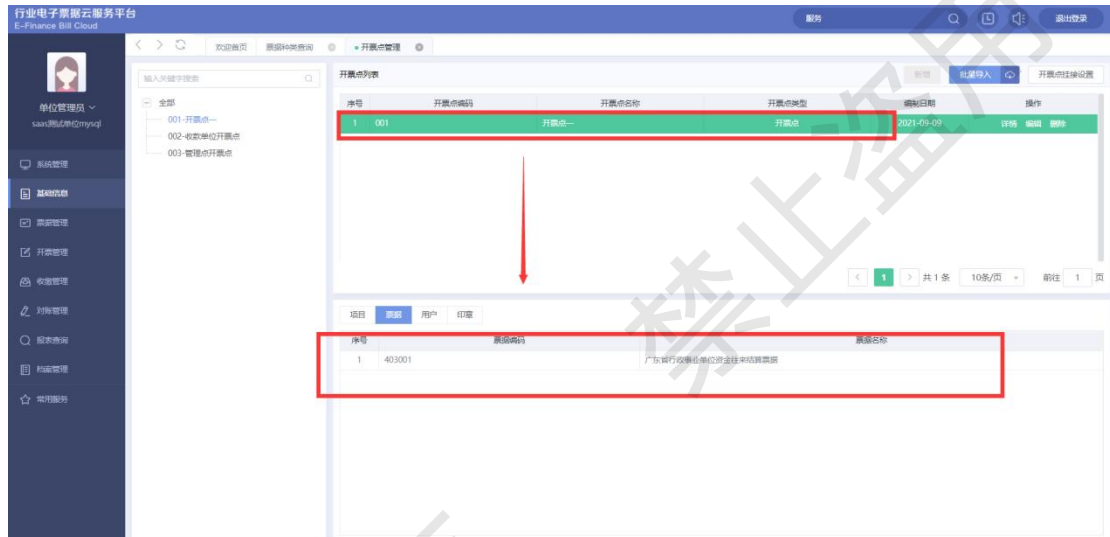 行业电子票据云服务平台
E-Finance Bill Cloud
服务
退出登录
单位管理员
saas测试单位mysql
系统管理
基础信息
票据管理
开票管理
收缴管理
对账管理
报表查询
档案管理
常用服务
欢迎首页 票据种类查询 开票点管理
输入关键字搜索
全部
001-开票点一
002-收款单位开票点
003-管理点开票点
开票点列表
新增 批量导入 开票点挂接设置
序号 开票点编码 开票点名称 开票点类型 编制日期 操作
1 001 开票点一 开票点 2021-09-09 详情 编辑 删除
1 共 1 条 10条/页 前往 1 页
项目 票据 用户 印章
序号 票据编码 票据名称
1 403001 广东省行政事业单位资金往来结算票据
禁止盗用